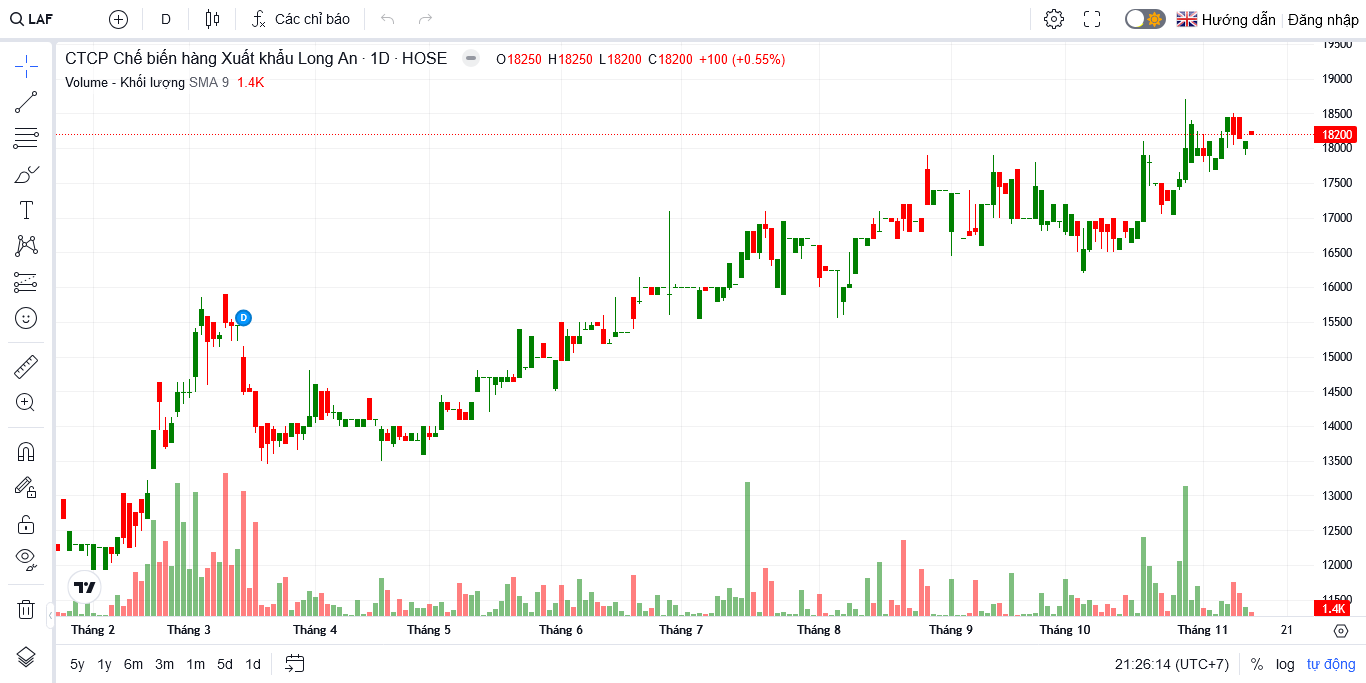 LAF D Các chỉ báo Hướng dẫn Đăng nhập
CTCP Chế biến hàng Xuất khẩu Long An · 1D · HOSE O18250 H18250 L18200 C18200 +100 (+0.55%)
Volume - Khối lượng SMA 9 1.4K
19500
19000
18500
18200
18000
17500
17000
16500
16000
15500
D
15000
14500
14000
13500
13000
12500
12000
11500
1.4K
Tháng 2 Tháng 3 Tháng 4 Tháng 5 Tháng 6 Tháng 7 Tháng 8 Tháng 9 Tháng 10 Tháng 11 21
5y 1y 6m 3m 1m 5d 1d 21:26:14 (UTC+7) % log tự động